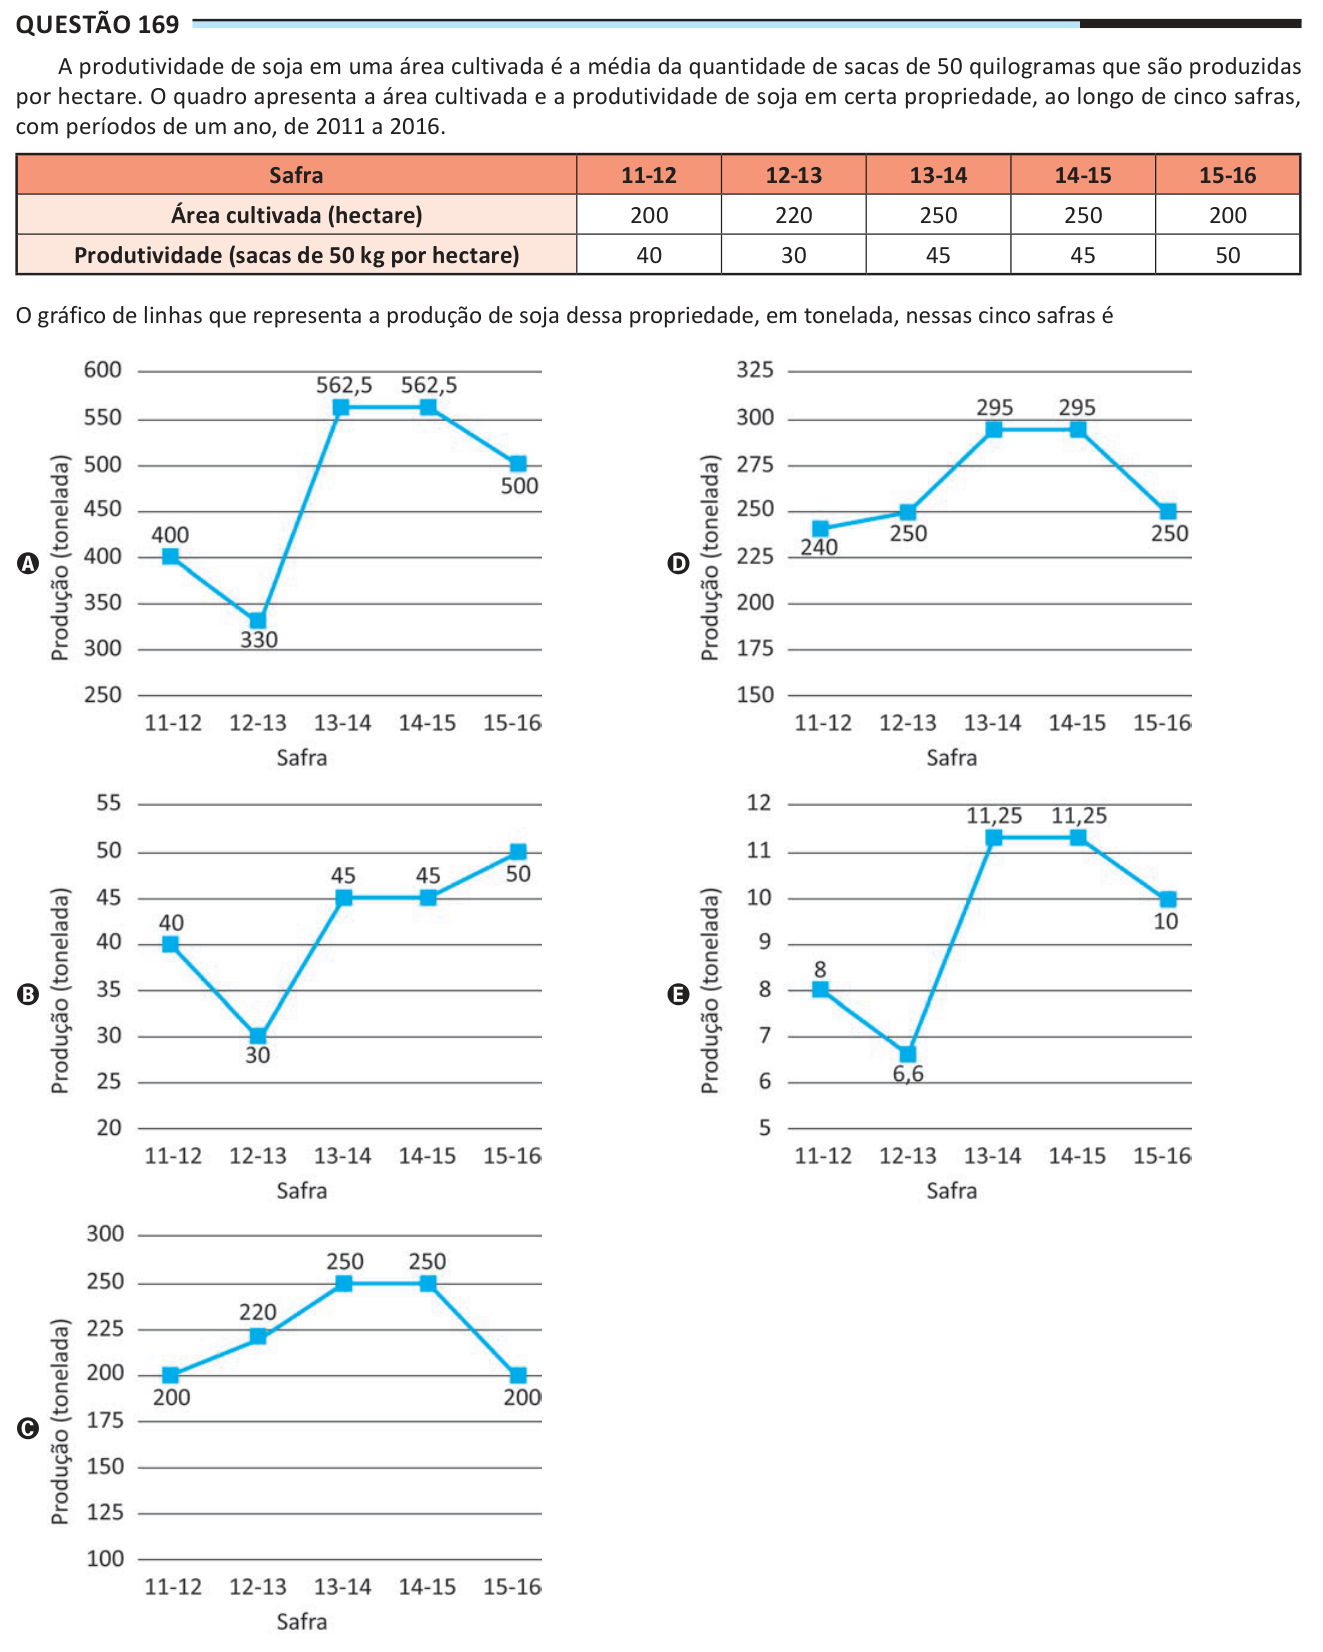 QUESTÃO 169
A produtividade de soja em uma área cultivada é a média da quantidade de sacas de 50 quilogramas que são produzidas
por hectare. O quadro apresenta a área cultivada e a produtividade de soja em certa propriedade, ao longo de cinco safras,
com períodos de um ano, de 2011 a 2016.
Safra 11-12 12-13 13-14 14-15 15-16
Área cultivada (hectare) 200 220 250 250 200
Produtividade (sacas de 50 kg por hectare) 40 30 45 45 50
O gráfico de linhas que representa a produção de soja dessa propriedade, em tonelada, nessas cinco safras é
A
Produção (tonelada)
600
550
500
450
400
350
300
250
400
330
562,5
562,5
500
11-12 12-13 13-14 14-15 15-16
Safra
B
Produção (tonelada)
55
50
45
40
35
30
25
20
40
30
45
45
50
11-12 12-13 13-14 14-15 15-16
Safra
C
Produção (tonelada)
300
250
225
200
175
150
125
100
200
220
250
250
200
11-12 12-13 13-14 14-15 15-16
Safra
D
Produção (tonelada)
325
300
275
250
225
200
175
150
240
250
295
295
250
11-12 12-13 13-14 14-15 15-16
Safra
E
Produção (tonelada)
12
11
10
9
8
7
6
5
8
6,6
11,25
11,25
10
11-12 12-13 13-14 14-15 15-16
Safra